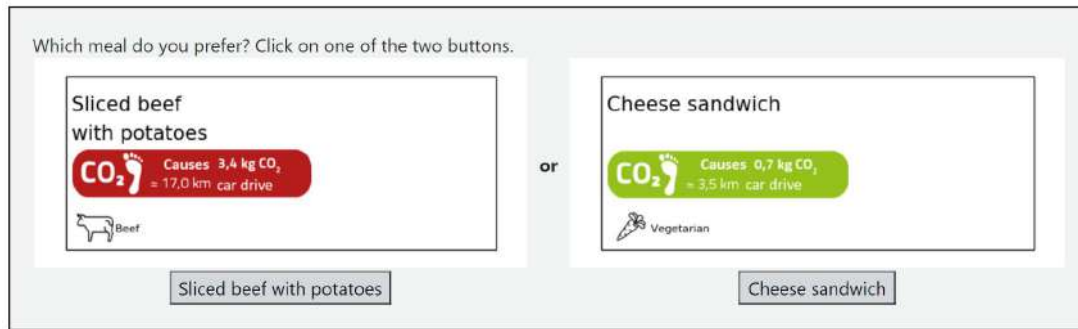 Which meal do you prefer? Click on one of the two buttons.
Sliced beef
with potatoes
CO₂
Causes 3,4 kg CO₂
= 17,0 km car drive
Beef
Sliced beef with potatoes
or
Cheese sandwich
CO₂
Causes 0,7 kg CO₂
= 3,5 km car drive
Vegetarian
Cheese sandwich